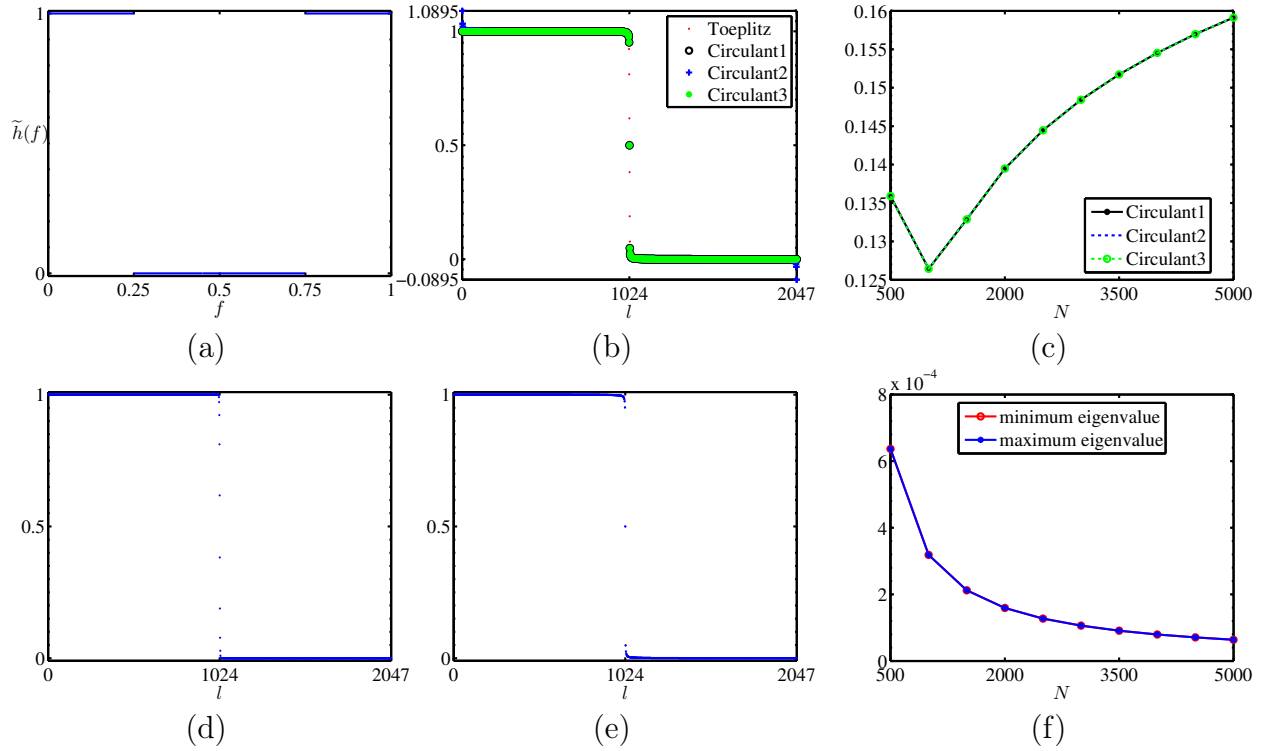 1
h̃(f)
0
0 0.25 0.5 0.75 1
f
(a)
1.0895
1
0.5
0
−0.0895
0 1024 2047
l
Toeplitz
Circulant1
Circulant2
Circulant3
(b)
0.16
0.155
0.15
0.145
0.14
0.135
0.13
0.125
500 2000 3500 5000
N
Circulant1
Circulant2
Circulant3
(c)
1
0.5
0
0 1024 2047
l
(d)
1
0.5
0
0 1024 2047
l
(e)
x 10⁻⁴
8
6
4
2
0
500 2000 3500 5000
N
minimum eigenvalue
maximum eigenvalue
(f)